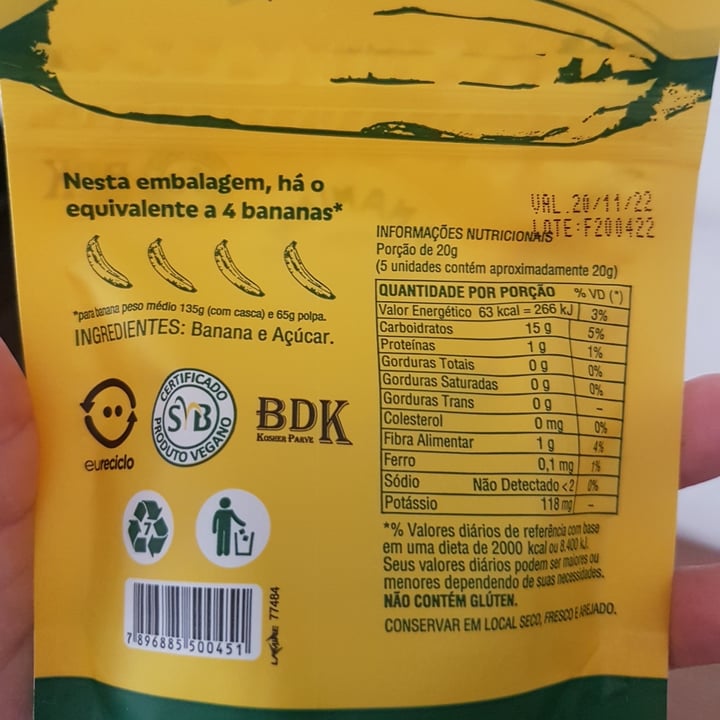 Nesta embalagem, há o
equivalente a 4 bananas*
*para banana peso médio 135g (com casca) e 65g polpa.
INGREDIENTES: Banana e Açúcar.
eureciclo
CERTIFICADO
SVB
PRODUTO VEGANO
BDK
KOSHER PARVE
7
7 896885 500451
77484
VAL.20/11/22
LOTE:F200422
INFORMAÇÕES NUTRICIONAIS
Porção de 20g
(5 unidades contém aproximadamente 20g)
QUANTIDADE POR PORÇÃO % VD (*)
Valor Energético 63 kcal = 266 kJ 3%
Carboidratos 15 g 5%
Proteínas 1 g 1%
Gorduras Totais 0 g 0%
Gorduras Saturadas 0 g 0%
Gorduras Trans 0 g –
Colesterol 0 mg 0%
Fibra Alimentar 1 g 4%
Ferro 0,1 mg 1%
Sódio Não Detectado <2 0%
Potássio 118 mg –
*% Valores diários de referência com base
em uma dieta de 2000 kcal ou 8.400 kJ.
Seus valores diários podem ser maiores ou
menores dependendo de suas necessidades.
NÃO CONTÉM GLÚTEN.
CONSERVAR EM LOCAL SECO, FRESCO E AREJADO.